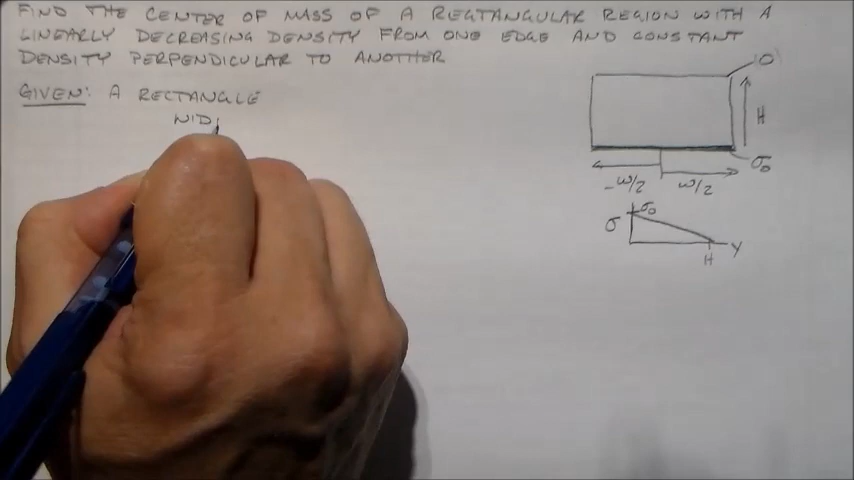 FIND THE CENTER OF MASS OF A RECTANGULAR REGION WITH A
LINEARLY DECREASING DENSITY FROM ONE EDGE AND CONSTANT
DENSITY PERPENDICULAR TO ANOTHER
GIVEN: A RECTANGLE
WID
0
H
σ0
-W/2 W/2
σ0
σ
H
Y